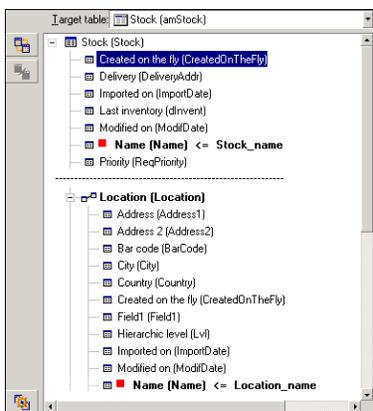 Target table: Stock (amStock)
Stock (Stock)
Created on the fly (CreatedOnTheFly)
Delivery (DeliveryAddr)
Imported on (ImportDate)
Last inventory (dInvent)
Modified on (ModifDate)
Name (Name) <= Stock_name
Priority (ReqPriority)
Location (Location)
Address (Address1)
Address 2 (Address2)
Bar code (BarCode)
City (City)
Country (Country)
Created on the fly (CreatedOnTheFly)
Field1 (Field1)
Hierarchic level (Lvl)
Imported on (ImportDate)
Modified on (ModifDate)
Name (Name) <= Location_name